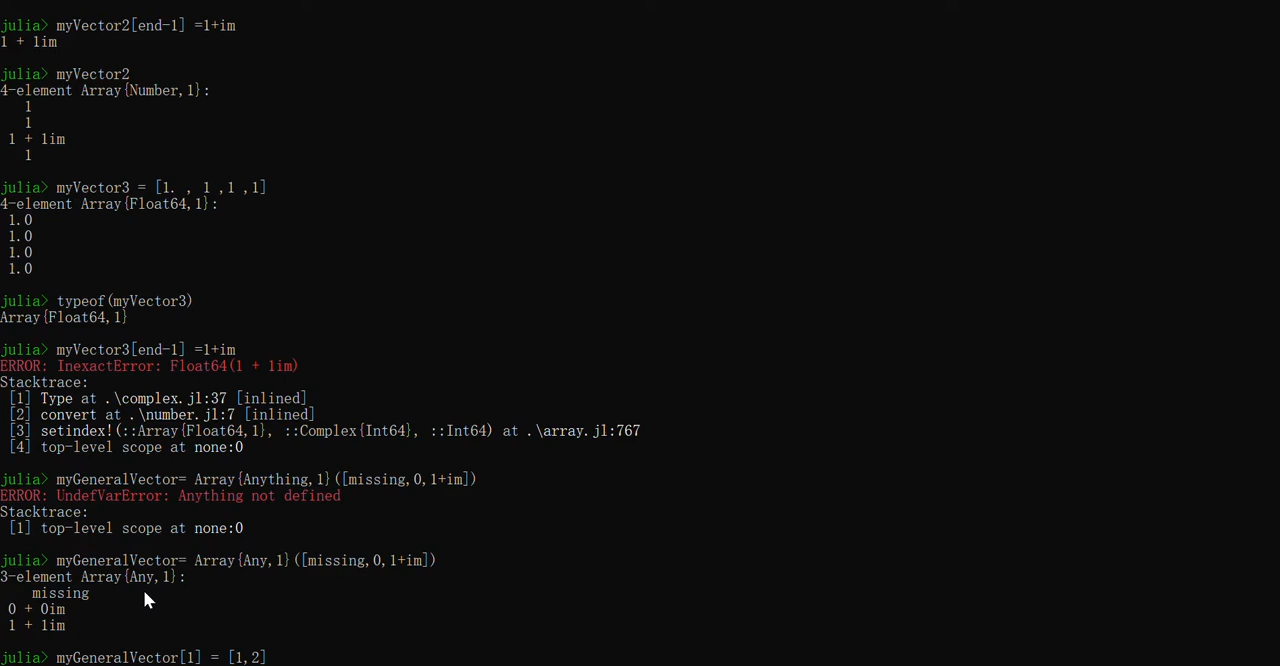 julia> myVector2[end-1] =1+im
1 + 1im
julia> myVector2
4-element Array{Number,1}:
1
1
1 + 1im
1
julia> myVector3 = [1. , 1 ,1 ,1]
4-element Array{Float64,1}:
1.0
1.0
1.0
1.0
julia> typeof(myVector3)
Array{Float64,1}
julia> myVector3[end-1] =1+im
ERROR: InexactError: Float64(1 + 1im)
Stacktrace:
[1] Type at .\complex.jl:37 [inlined]
[2] convert at .\number.jl:7 [inlined]
[3] setindex!(::Array{Float64,1}, ::Complex{Int64}, ::Int64) at .\array.jl:767
[4] top-level scope at none:0
julia> myGeneralVector= Array{Anything,1}([missing,0,1+im])
ERROR: UndefVarError: Anything not defined
Stacktrace:
[1] top-level scope at none:0
julia> myGeneralVector= Array{Any,1}([missing,0,1+im])
3-element Array{Any,1}:
missing
0 + 0im
1 + 1im
julia> myGeneralVector[1] = [1,2]